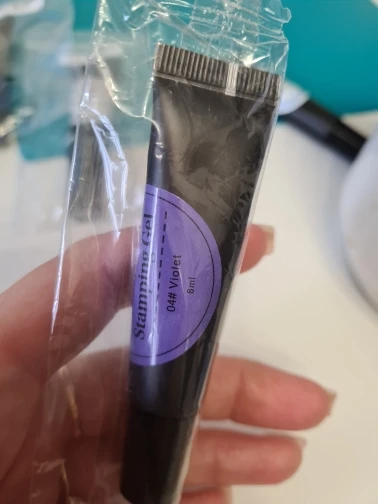 Stamping Gel
04# Violet
8ml